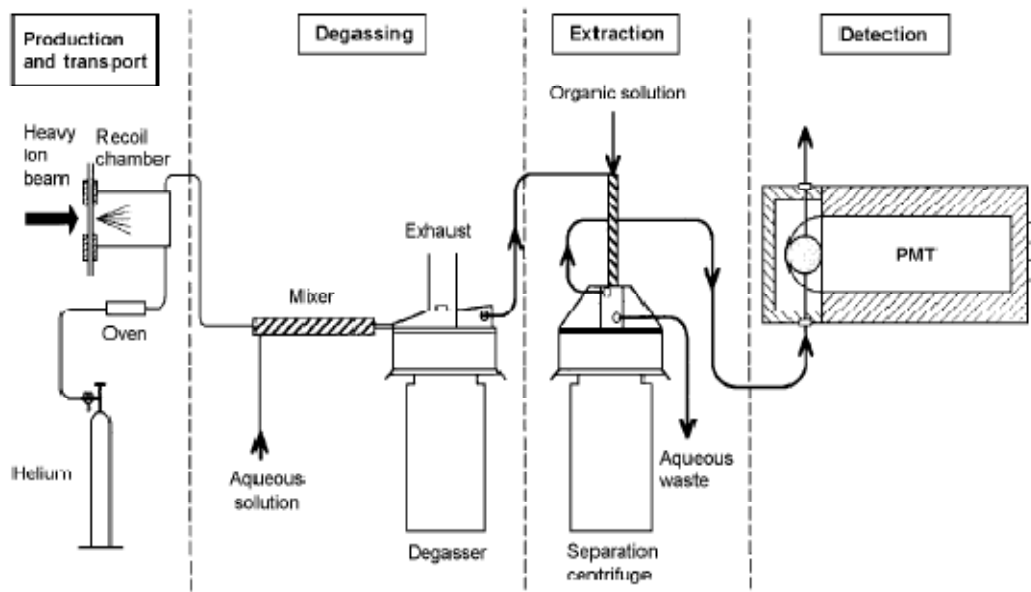 Production
and transport
Degassing
Extraction
Detection
Organic solution
Heavy
Ion
beam
Recoil
chamber
Exhaust
PMT
Mixer
Oven
Helium
Aqueous
solution
Aqueous
waste
Degasser
Separation
centrifuge